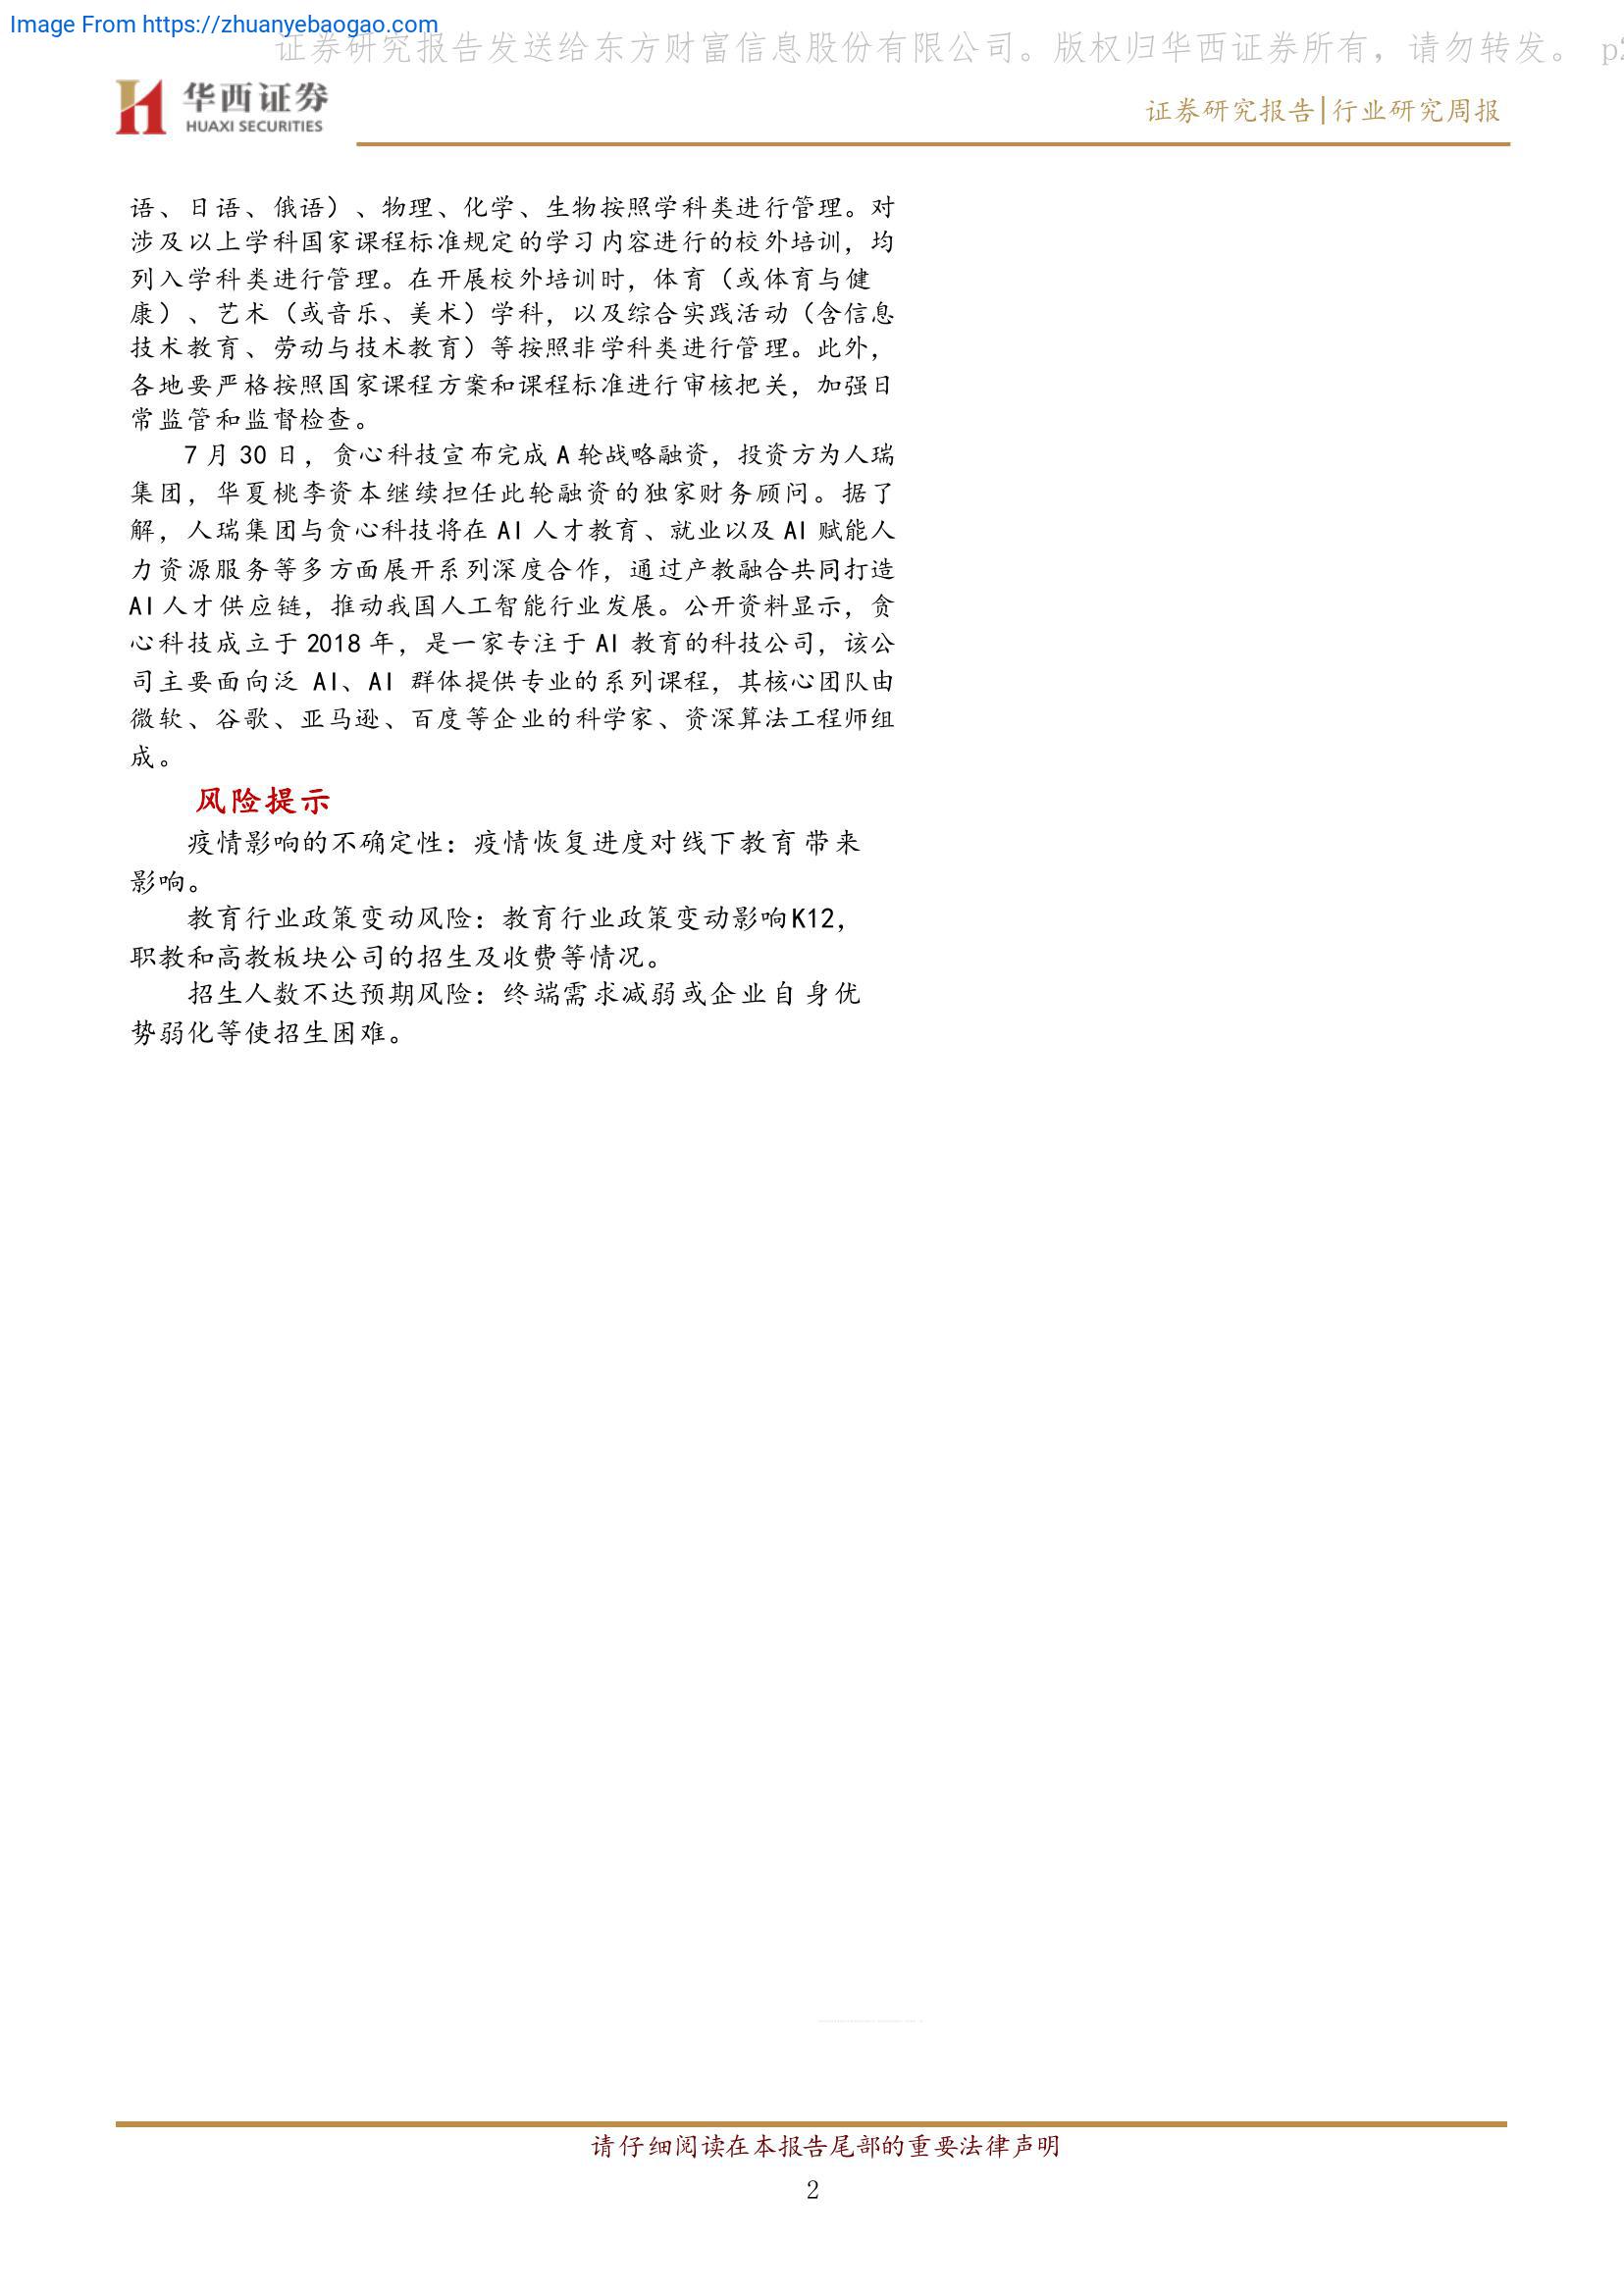 Image From https://zhuanyebaogao.com
证券研究报告发送给东方财富信息股份有限公司。版权归华西证券所有，请勿转发。 p2
华西证券
HUAXI SECURITIES
证券研究报告|行业研究周报
语、日语、俄语）、物理、化学、生物按照学科类进行管理。对
涉及以上学科国家课程标准规定的学习内容进行的校外培训，均
列入学科类进行管理。在开展校外培训时，体育（或体育与健
康）、艺术（或音乐、美术）学科，以及综合实践活动（含信息
技术教育、劳动与技术教育）等按照非学科类进行管理。此外，
各地要严格按照国家课程方案和课程标准进行审核把关，加强日
常监管和监督检查。
7 月 30 日，贪心科技宣布完成 A 轮战略融资，投资方为人瑞
集团，华夏桃李资本继续担任此轮融资的独家财务顾问。据了
解，人瑞集团与贪心科技将在 AI 人才教育、就业以及 AI 赋能人
力资源服务等多方面展开系列深度合作，通过产教融合共同打造
AI 人才供应链，推动我国人工智能行业发展。公开资料显示，贪
心科技成立于 2018 年，是一家专注于 AI 教育的科技公司，该公
司主要面向泛 AI、AI 群体提供专业的系列课程，其核心团队由
微软、谷歌、亚马逊、百度等企业的科学家、资深算法工程师组
成。
风险提示
疫情影响的不确定性：疫情恢复进度对线下教育带来
影响。
教育行业政策变动风险：教育行业政策变动影响K12，
职教和高教板块公司的招生及收费等情况。
招生人数不达预期风险：终端需求减弱或企业自身优
势弱化等使招生困难。
请仔细阅读在本报告尾部的重要法律声明
2